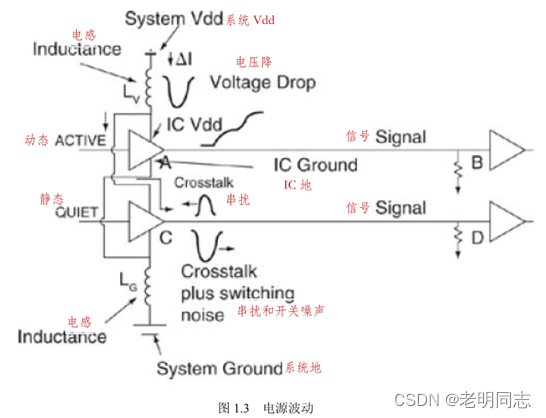 System Vdd 系统 Vdd
电感
Inductance
ΔI
电压降
Voltage Drop
LV
IC Vdd
动态 ACTIVE
信号 Signal
A
IC Ground
B
IC 地
Crosstalk
静态
串扰
QUIET
信号 Signal
C
D
LG
Crosstalk
plus switching
noise 串扰和开关噪声
电感
Inductance
System Ground 系统地
图 1.3 电源波动
CSDN @老明同志